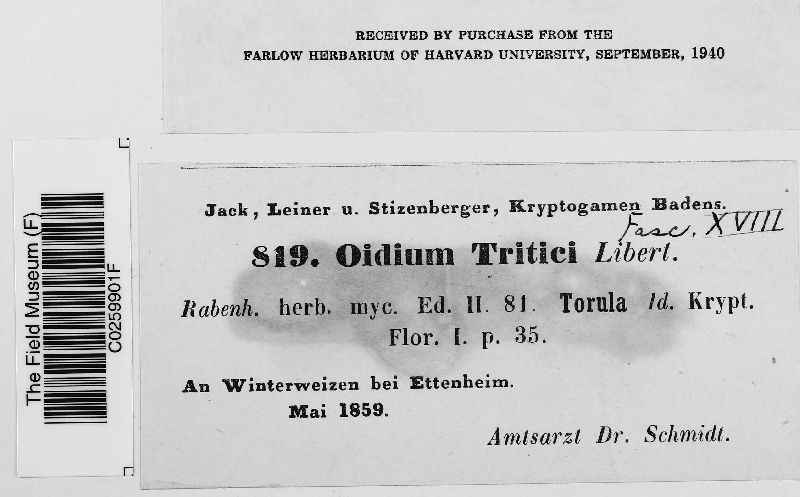 RECEIVED BY PURCHASE FROM THE
FARLOW HERBARIUM OF HARVARD UNIVERSITY, SEPTEMBER, 1940
The Field Museum (F)
C0259901F
Jack, Leiner u. Stizenberger, Kryptogamen Badens.
Fasc. XVIII
819. Oidium Tritici Libert.
Rabenh. herb. myc. Ed. II. 81. Torula Id. Krypt.
Flor. I. p. 35.
An Winterweizen bei Ettenheim.
Mai 1859.
Amtsarzt Dr. Schmidt.